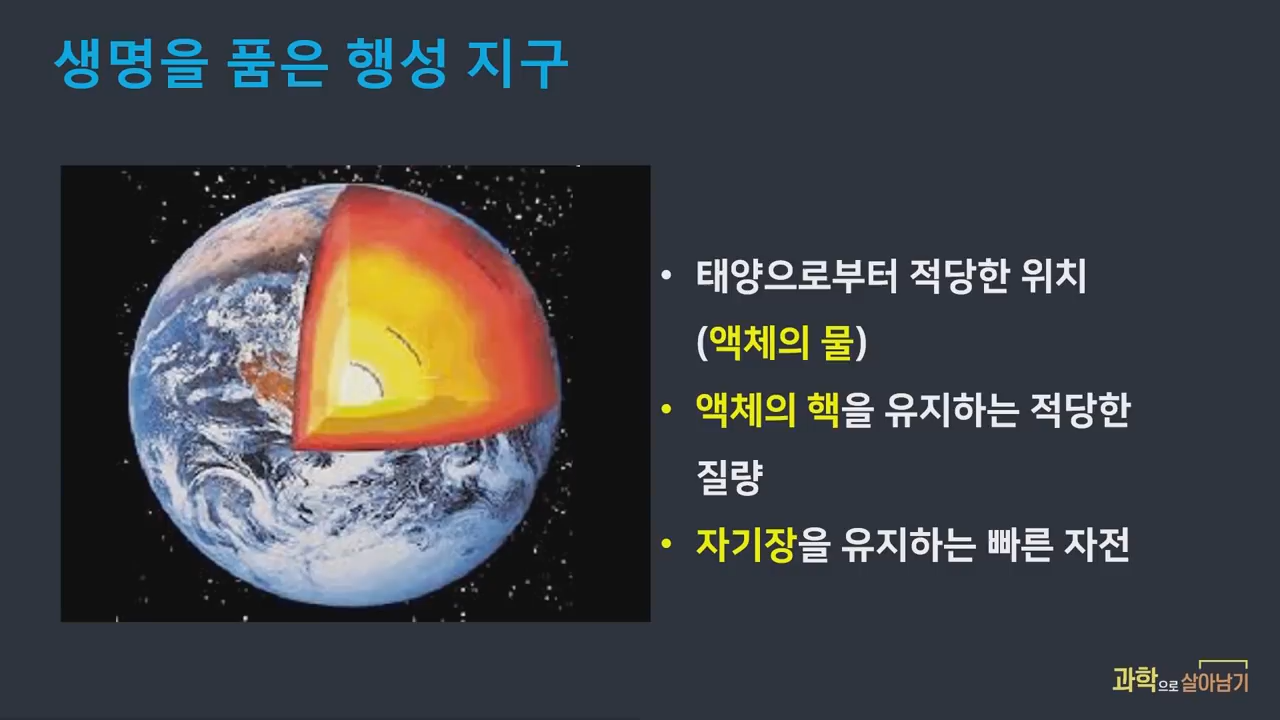 생명을 품은 행성 지구
• 태양으로부터 적당한 위치
(액체의 물)
• 액체의 핵을 유지하는 적당한
질량
• 자기장을 유지하는 빠른 자전
과학으로 살아남기